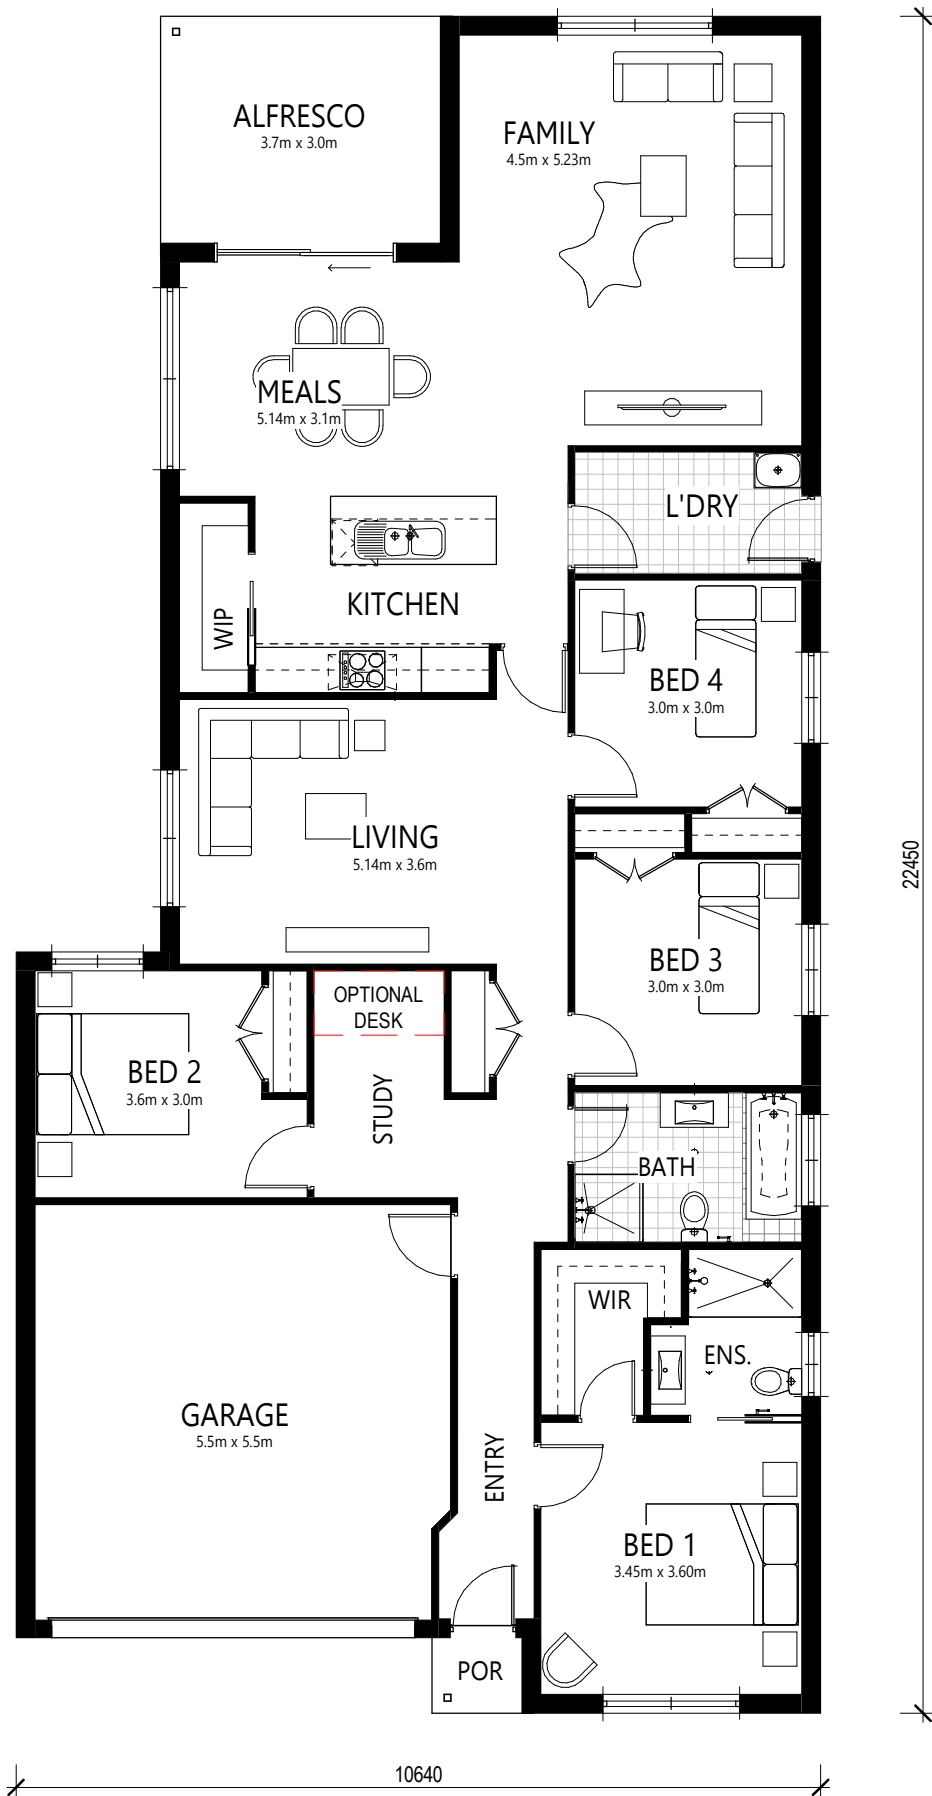 ALFRESCO
3.7m x 3.0m
FAMILY
4.5m x 5.23m
MEALS
5.14m x 3.1m
L'DRY
WIP
KITCHEN
BED 4
3.0m x 3.0m
LIVING
5.14m x 3.6m
22450
BED 3
3.0m x 3.0m
OPTIONAL
DESK
BED 2
3.6m x 3.0m
STUDY
BATH
WIR
ENS.
GARAGE
5.5m x 5.5m
ENTRY
BED 1
3.45m x 3.60m
POR
10640